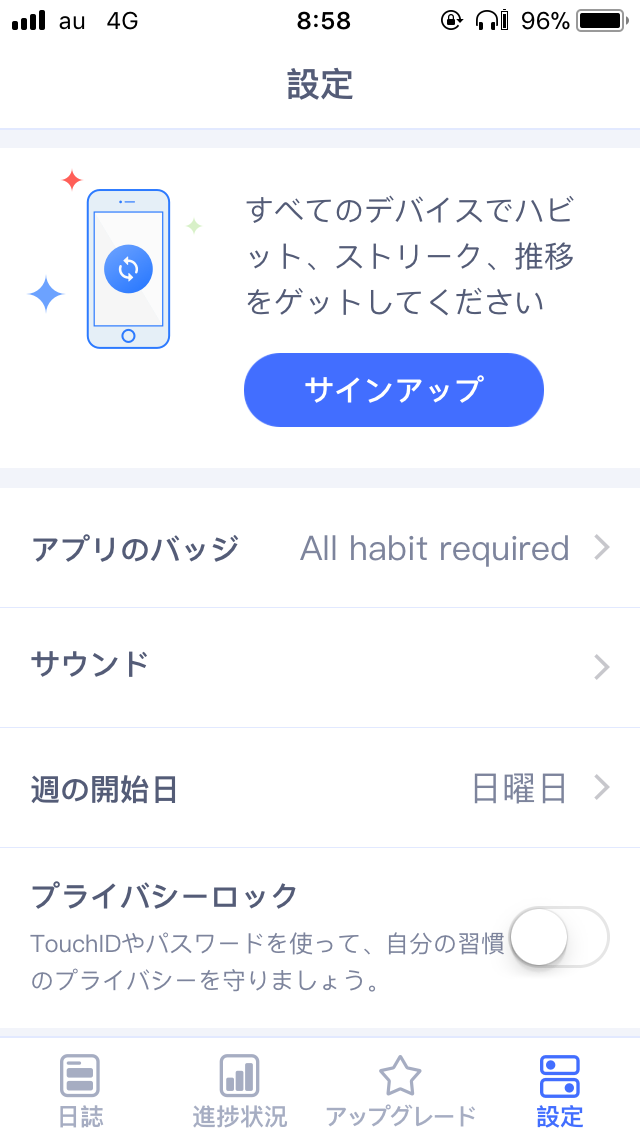 au 4G 8:58 96%
設定
すべてのデバイスでハビ
ット、ストリーク、推移
をゲットしてください
サインアップ
アプリのバッジ All habit required
サウンド
週の開始日 日曜日
プライバシーロック
TouchIDやパスワードを使って、自分の習慣
のプライバシーを守りましょう。
日誌 進捗状況 アップグレード 設定